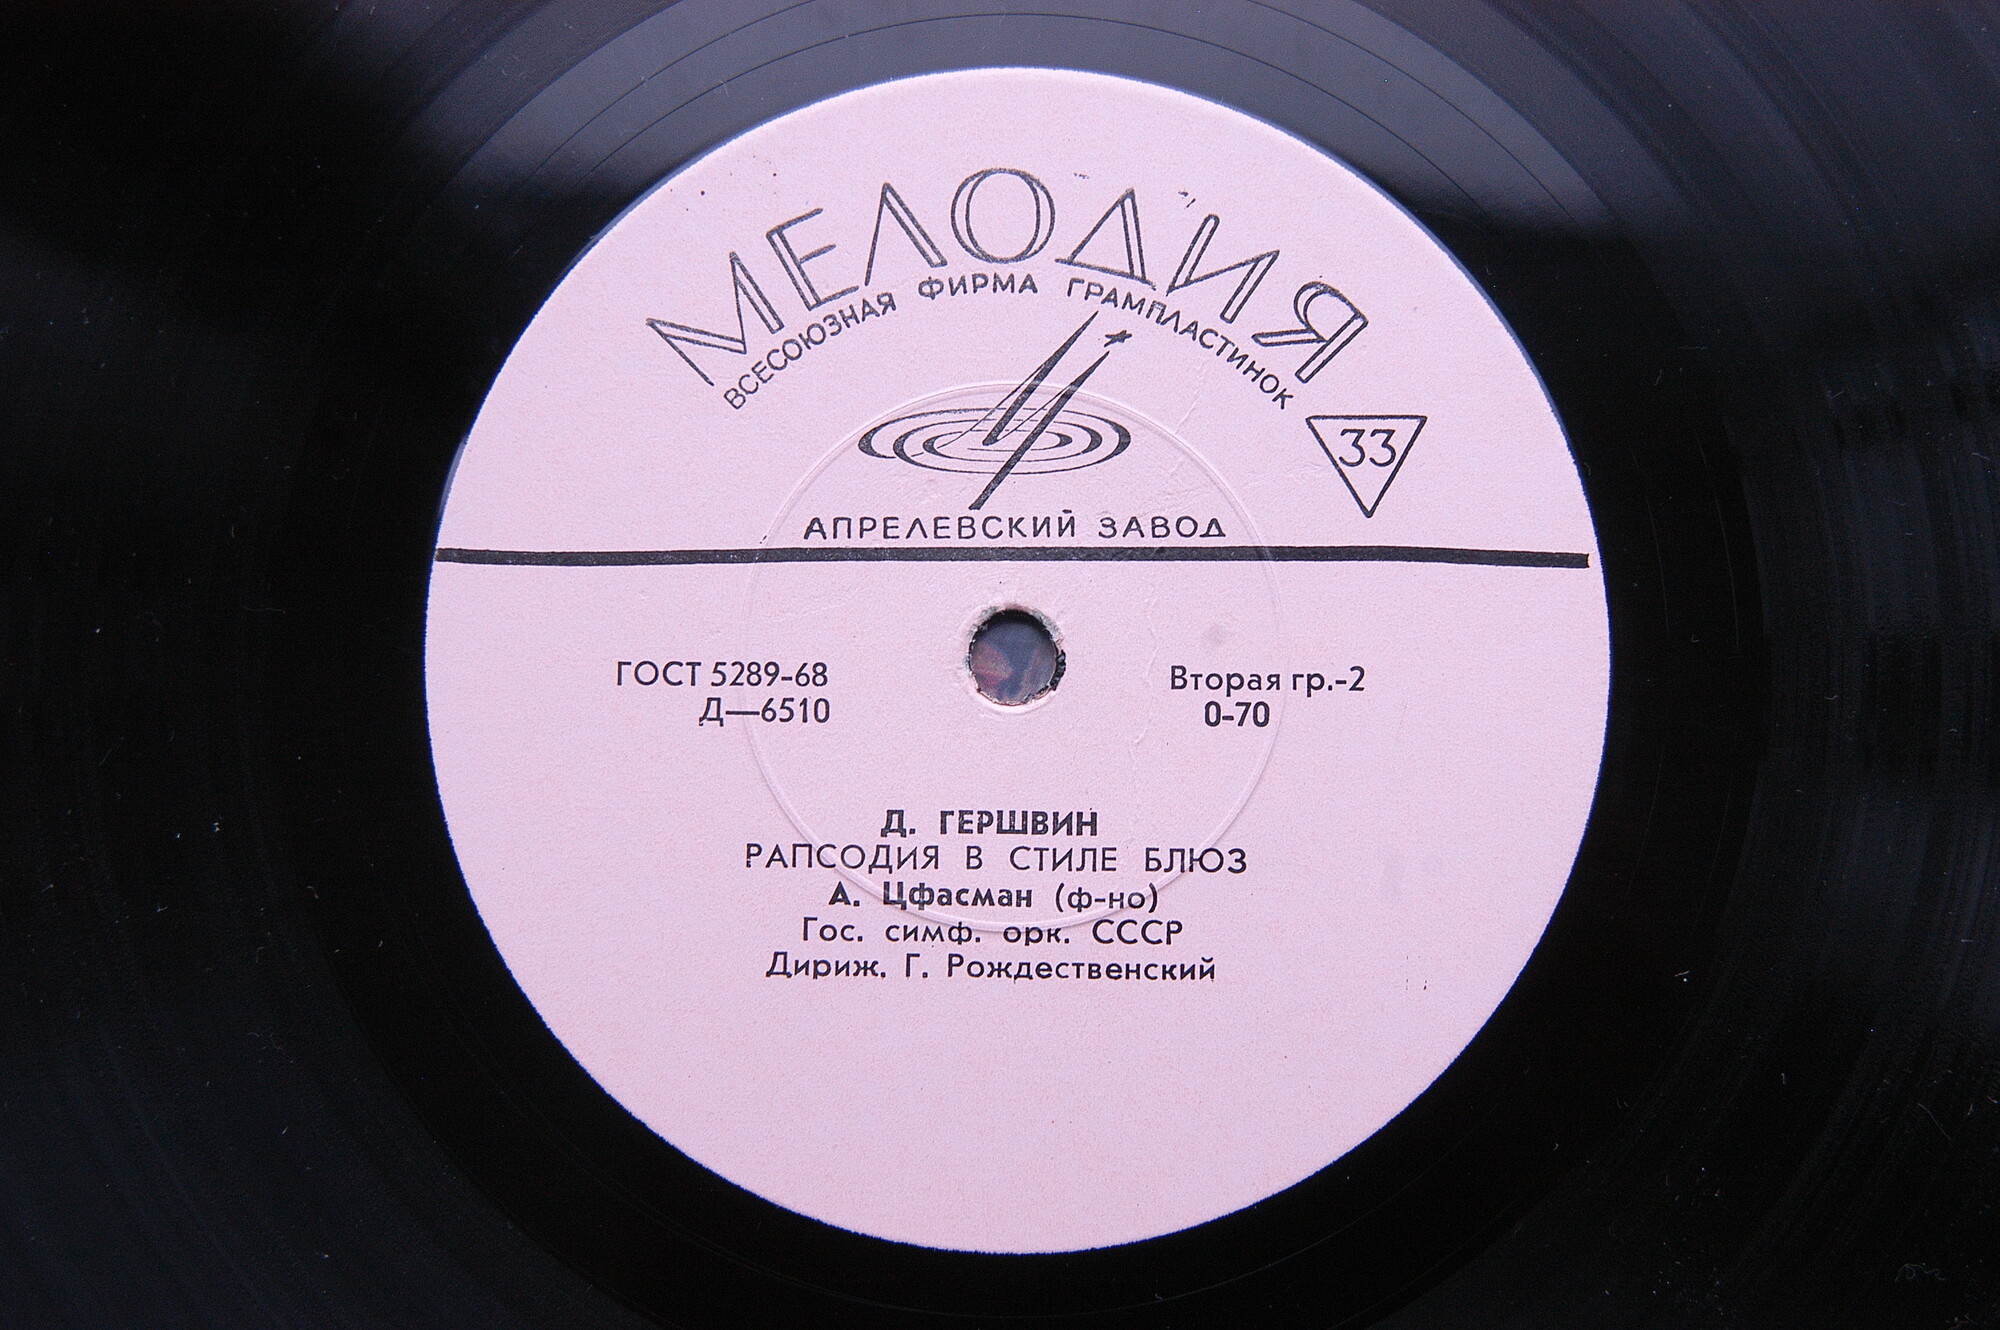 МЕЛОДИЯ
ВСЕСОЮЗНАЯ ФИРМА ГРАМПЛАСТИНОК
33
АПРЕЛЕВСКИЙ ЗАВОД
ГОСТ 5289-68
Д—6510
Вторая гр.-2
0-70
Д. ГЕРШВИН
РАПСОДИЯ В СТИЛЕ БЛЮЗ
А. Цфасман (ф-но)
Гос. симф. орк. СССР
Дириж. Г. Рождественский